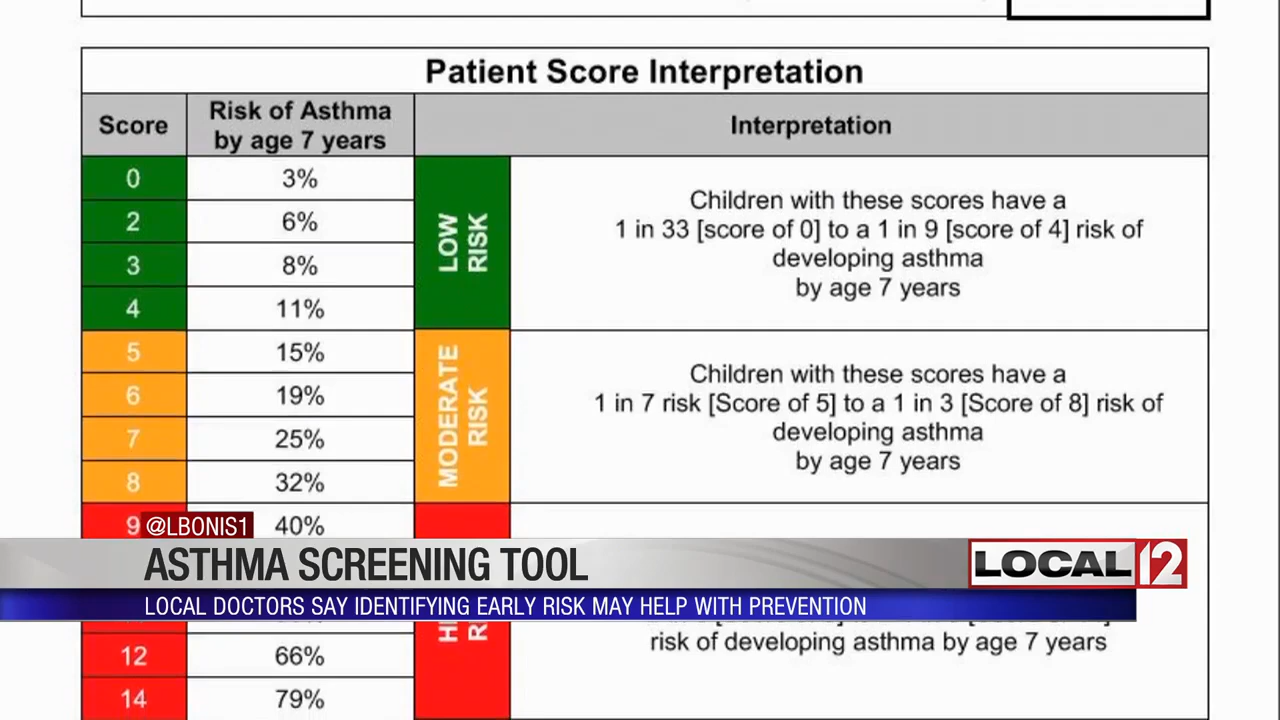 Patient Score Interpretation
Score
Risk of Asthma
by age 7 years
Interpretation
0
3%
2
6%
3
8%
4
11%
LOW
RISK
Children with these scores have a
1 in 33 [score of 0] to a 1 in 9 [score of 4] risk of
developing asthma
by age 7 years
5
15%
6
19%
7
25%
8
32%
MODERATE
RISK
Children with these scores have a
1 in 7 risk [Score of 5] to a 1 in 3 [Score of 8] risk of
developing asthma
by age 7 years
9
40%
@LBONIS1
ASTHMA SCREENING TOOL
LOCAL 12
LOCAL DOCTORS SAY IDENTIFYING EARLY RISK MAY HELP WITH PREVENTION
risk of developing asthma by age 7 years
12
66%
14
79%